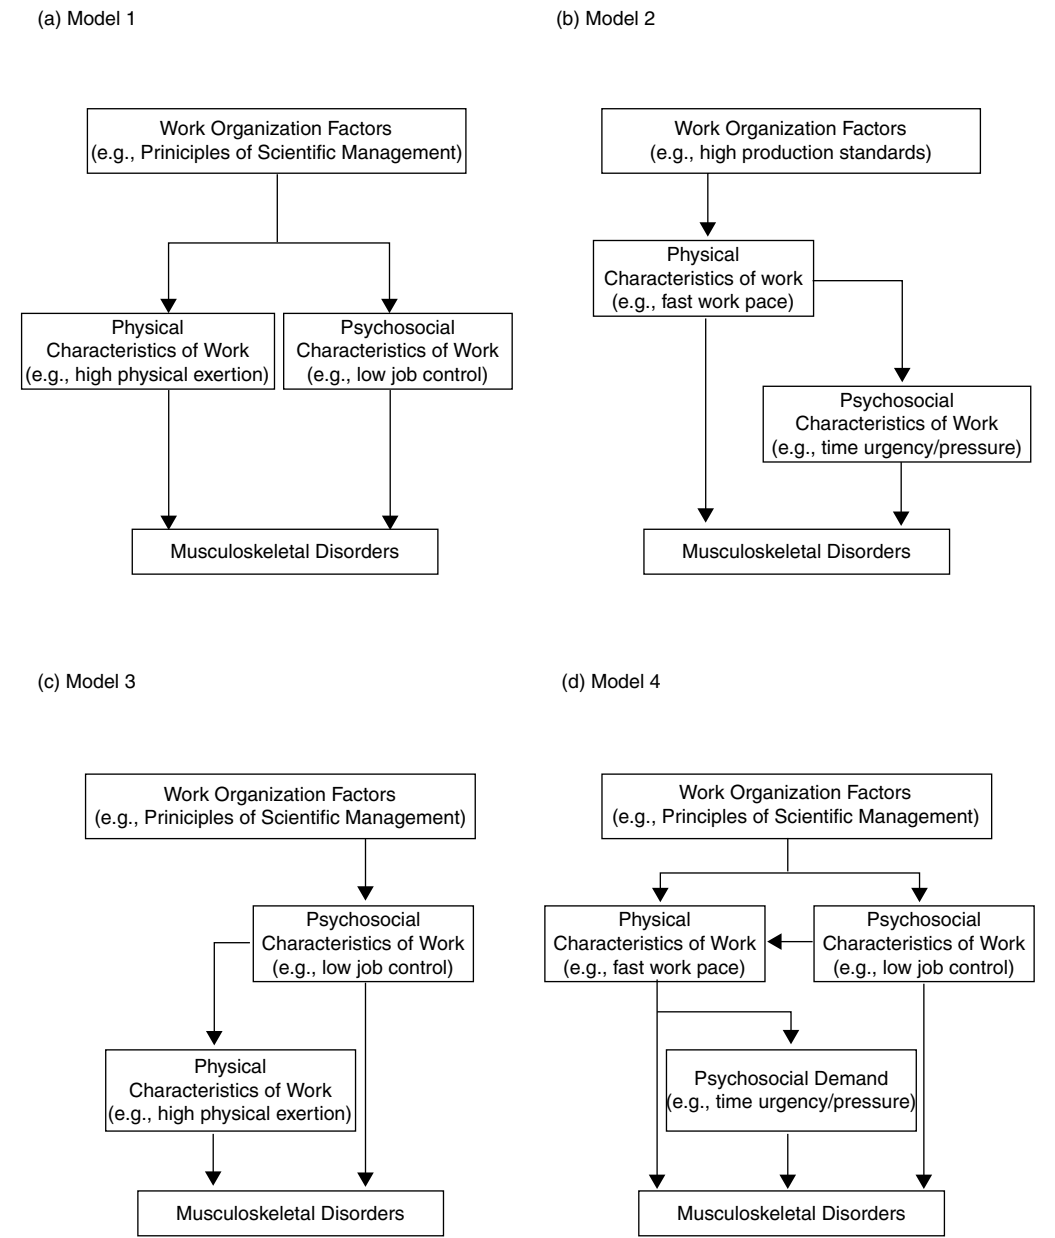 (a) Model 1
Work Organization Factors
(e.g., Priniciples of Scientific Management)
Physical
Characteristics of Work
(e.g., high physical exertion)
Psychosocial
Characteristics of Work
(e.g., low job control)
Musculoskeletal Disorders
(b) Model 2
Work Organization Factors
(e.g., high production standards)
Physical
Characteristics of work
(e.g., fast work pace)
Psychosocial
Characteristics of Work
(e.g., time urgency/pressure)
Musculoskeletal Disorders
(c) Model 3
Work Organization Factors
(e.g., Priniciples of Scientific Management)
Psychosocial
Characteristics of Work
(e.g., low job control)
Physical
Characteristics of Work
(e.g., high physical exertion)
Musculoskeletal Disorders
(d) Model 4
Work Organization Factors
(e.g., Principles of Scientific Management)
Physical
Characteristics of Work
(e.g., fast work pace)
Psychosocial
Characteristics of Work
(e.g., low job control)
Psychosocial Demand
(e.g., time urgency/pressure)
Musculoskeletal Disorders